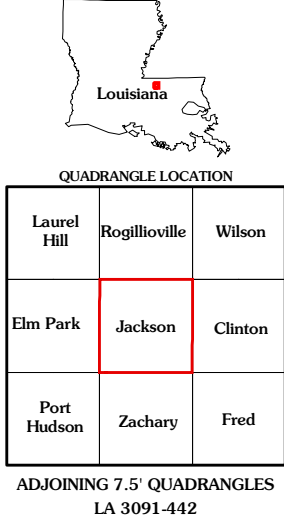 Louisiana
QUADRANGLE LOCATION
Laurel
Hill
Rogillioville
Wilson
Elm Park
Jackson
Clinton
Port
Hudson
Zachary
Fred
ADJOINING 7.5' QUADRANGLES
LA 3091-442